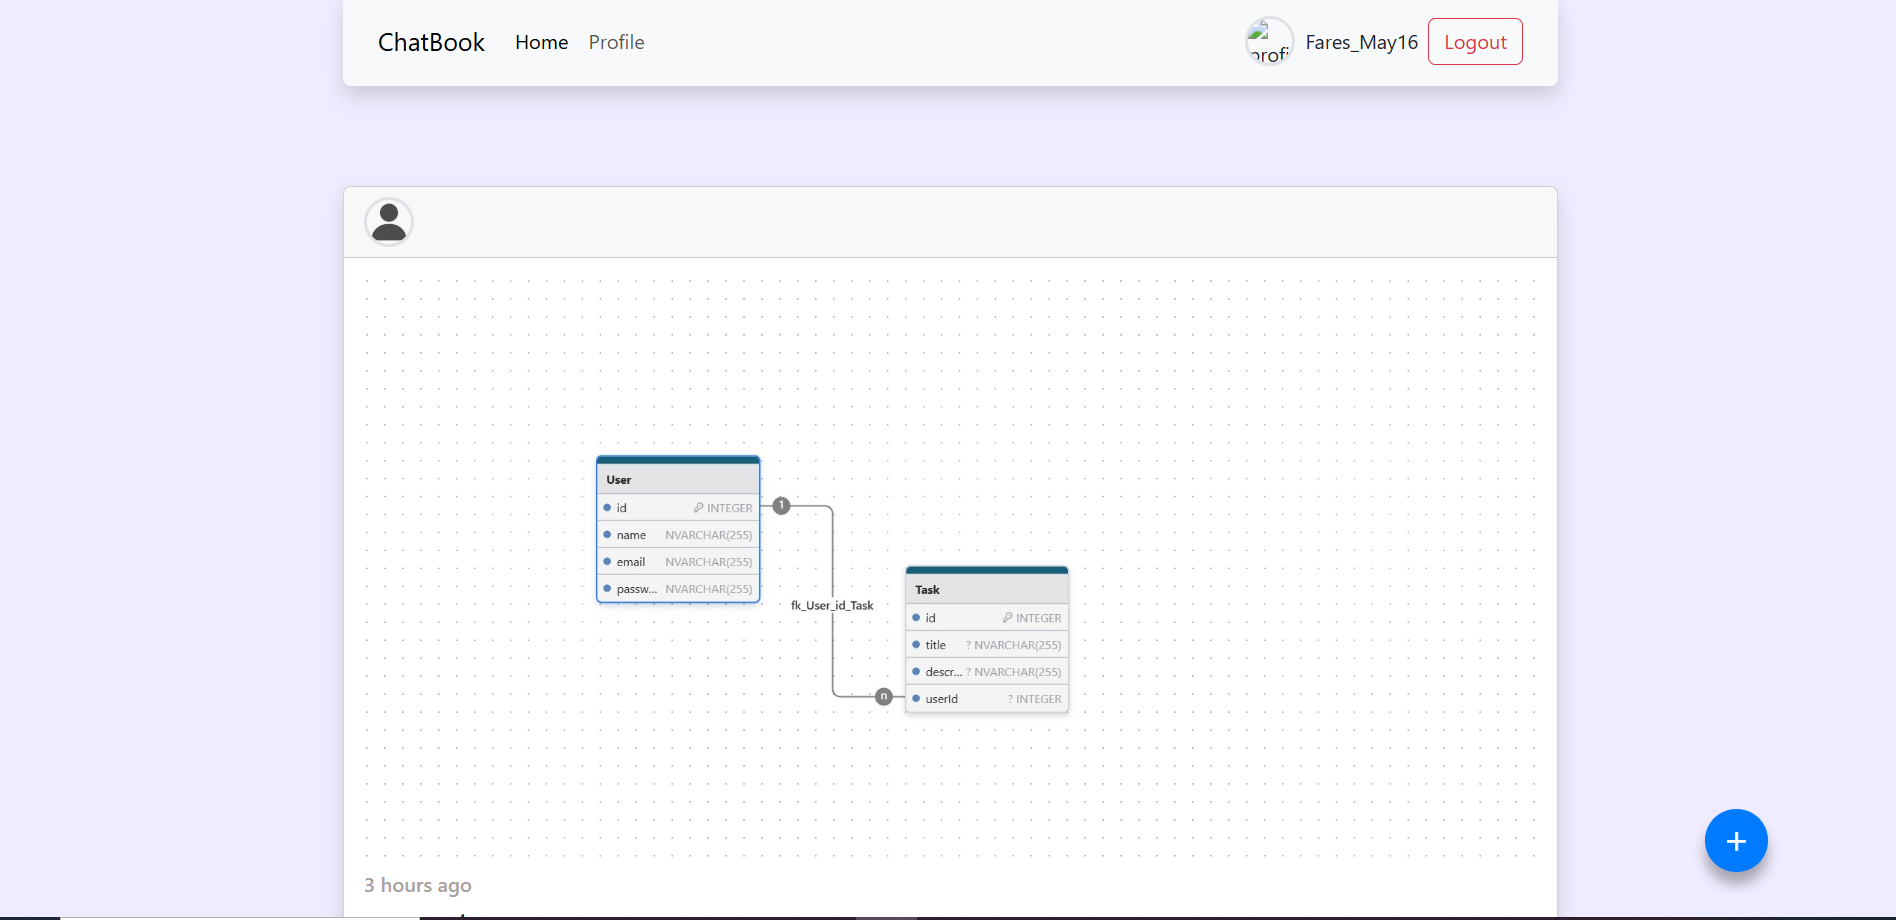 ChatBook Home Profile profi Fares_May16 Logout
User
id INTEGER
name NVARCHAR(255)
email NVARCHAR(255)
passw... NVARCHAR(255)
1
fk_User_id_Task
n
Task
id INTEGER
title ? NVARCHAR(255)
descr... ? NVARCHAR(255)
userId ? INTEGER
+
3 hours ago